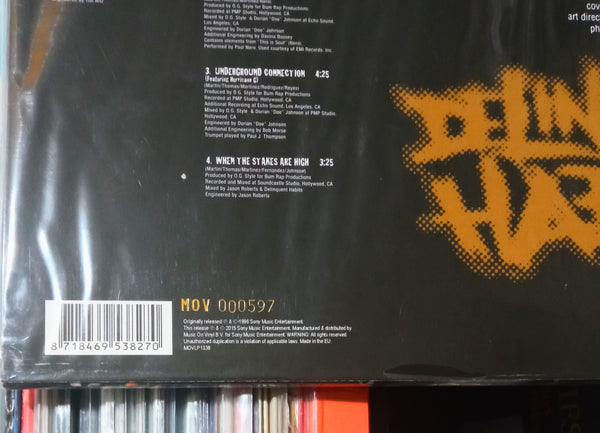 Produced by O.G. Style for Bum Rap Productions
Recorded at PMP Studio, Hollywood, CA
Mixed by O.G. Style & Dorian "Doe" Johnson at Echo Sound,
Los Angeles, CA
Engineered by Dorian "Doe" Johnson
Additional Engineering by Davina Bussey
Contains elements from "This is Soul" (Nero).
Performed by Paul Nero. Used courtesy of EMI Records, Inc.
3. UNDERGROUND CONNECTION 4:25
(Featuring Hurricane G)
(Martin/Thomas/Martinez/Rodriguez/Reyes)
Produced by O.G. Style for Bum Rap Productions
Recorded at PMP Studio, Hollywood, CA
Additional Recording at Echo Sound, Los Angeles, CA
Mixed by O.G. Style & Dorian "Doe" Johnson at PMP Studio,
Hollywood, CA
Engineered by Dorian "Doe" Johnson
Additional Engineering by Bob Morse
Trumpet played by Paul J. Thompson
4. WHEN THE STAKES ARE HIGH 3:25
(Martin/Thomas/Martinez/Fernandez/Johnson)
Produced by O.G. Style for Bum Rap Productions
Recorded and Mixed at Soundcastle Studio, Hollywood, CA
Mixed by Jason Roberts & Delinquent Habits
Engineered by Jason Roberts
cov
art direc
ph
MOV 000597
Originally released ℗ & © 1996 Sony Music Entertainment.
This release ℗ & © 2015 Sony Music Entertainment. Manufactured & distributed by
Music On Vinyl B.V. for Sony Music Entertainment. WARNING: All rights reserved.
Unauthorized duplication is a violation of applicable laws. Made in the EU.
MOVLP1338
8 718469 538270